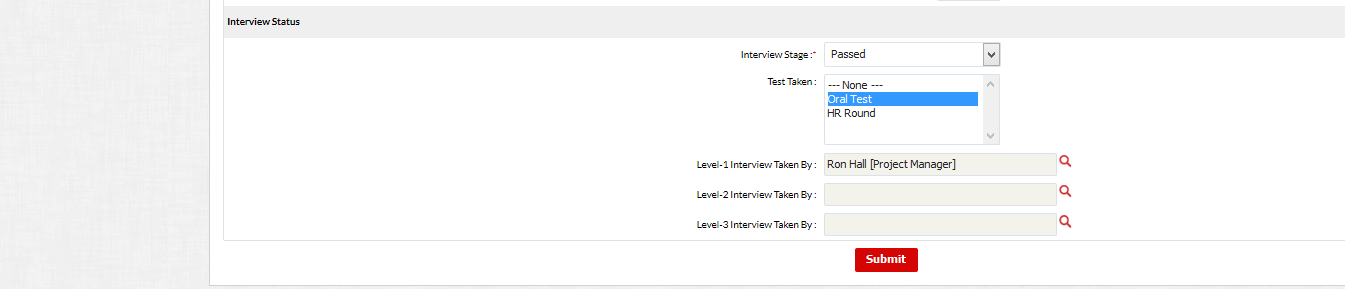 Interview Status
Interview Stage :* Passed
Test Taken : --- None ---
Oral Test
HR Round
Level-1 Interview Taken By : Ron Hall [Project Manager]
Level-2 Interview Taken By :
Level-3 Interview Taken By :
Submit